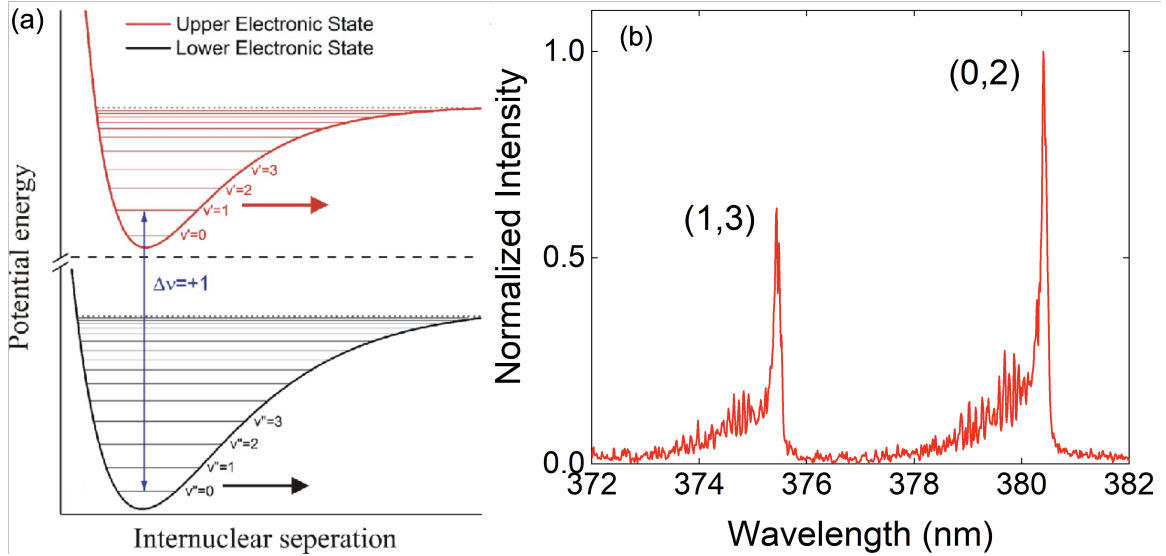 (a)
Upper Electronic State
Lower Electronic State
Potential energy
v'=3
v'=2
v'=1
v'=0
Δν=+1
v''=3
v''=2
v''=1
v''=0
Internuclear seperation
(b)
Normalized Intensity
1.0
0.5
0.0
(0,2)
(1,3)
372 374 376 378 380 382
Wavelength (nm)